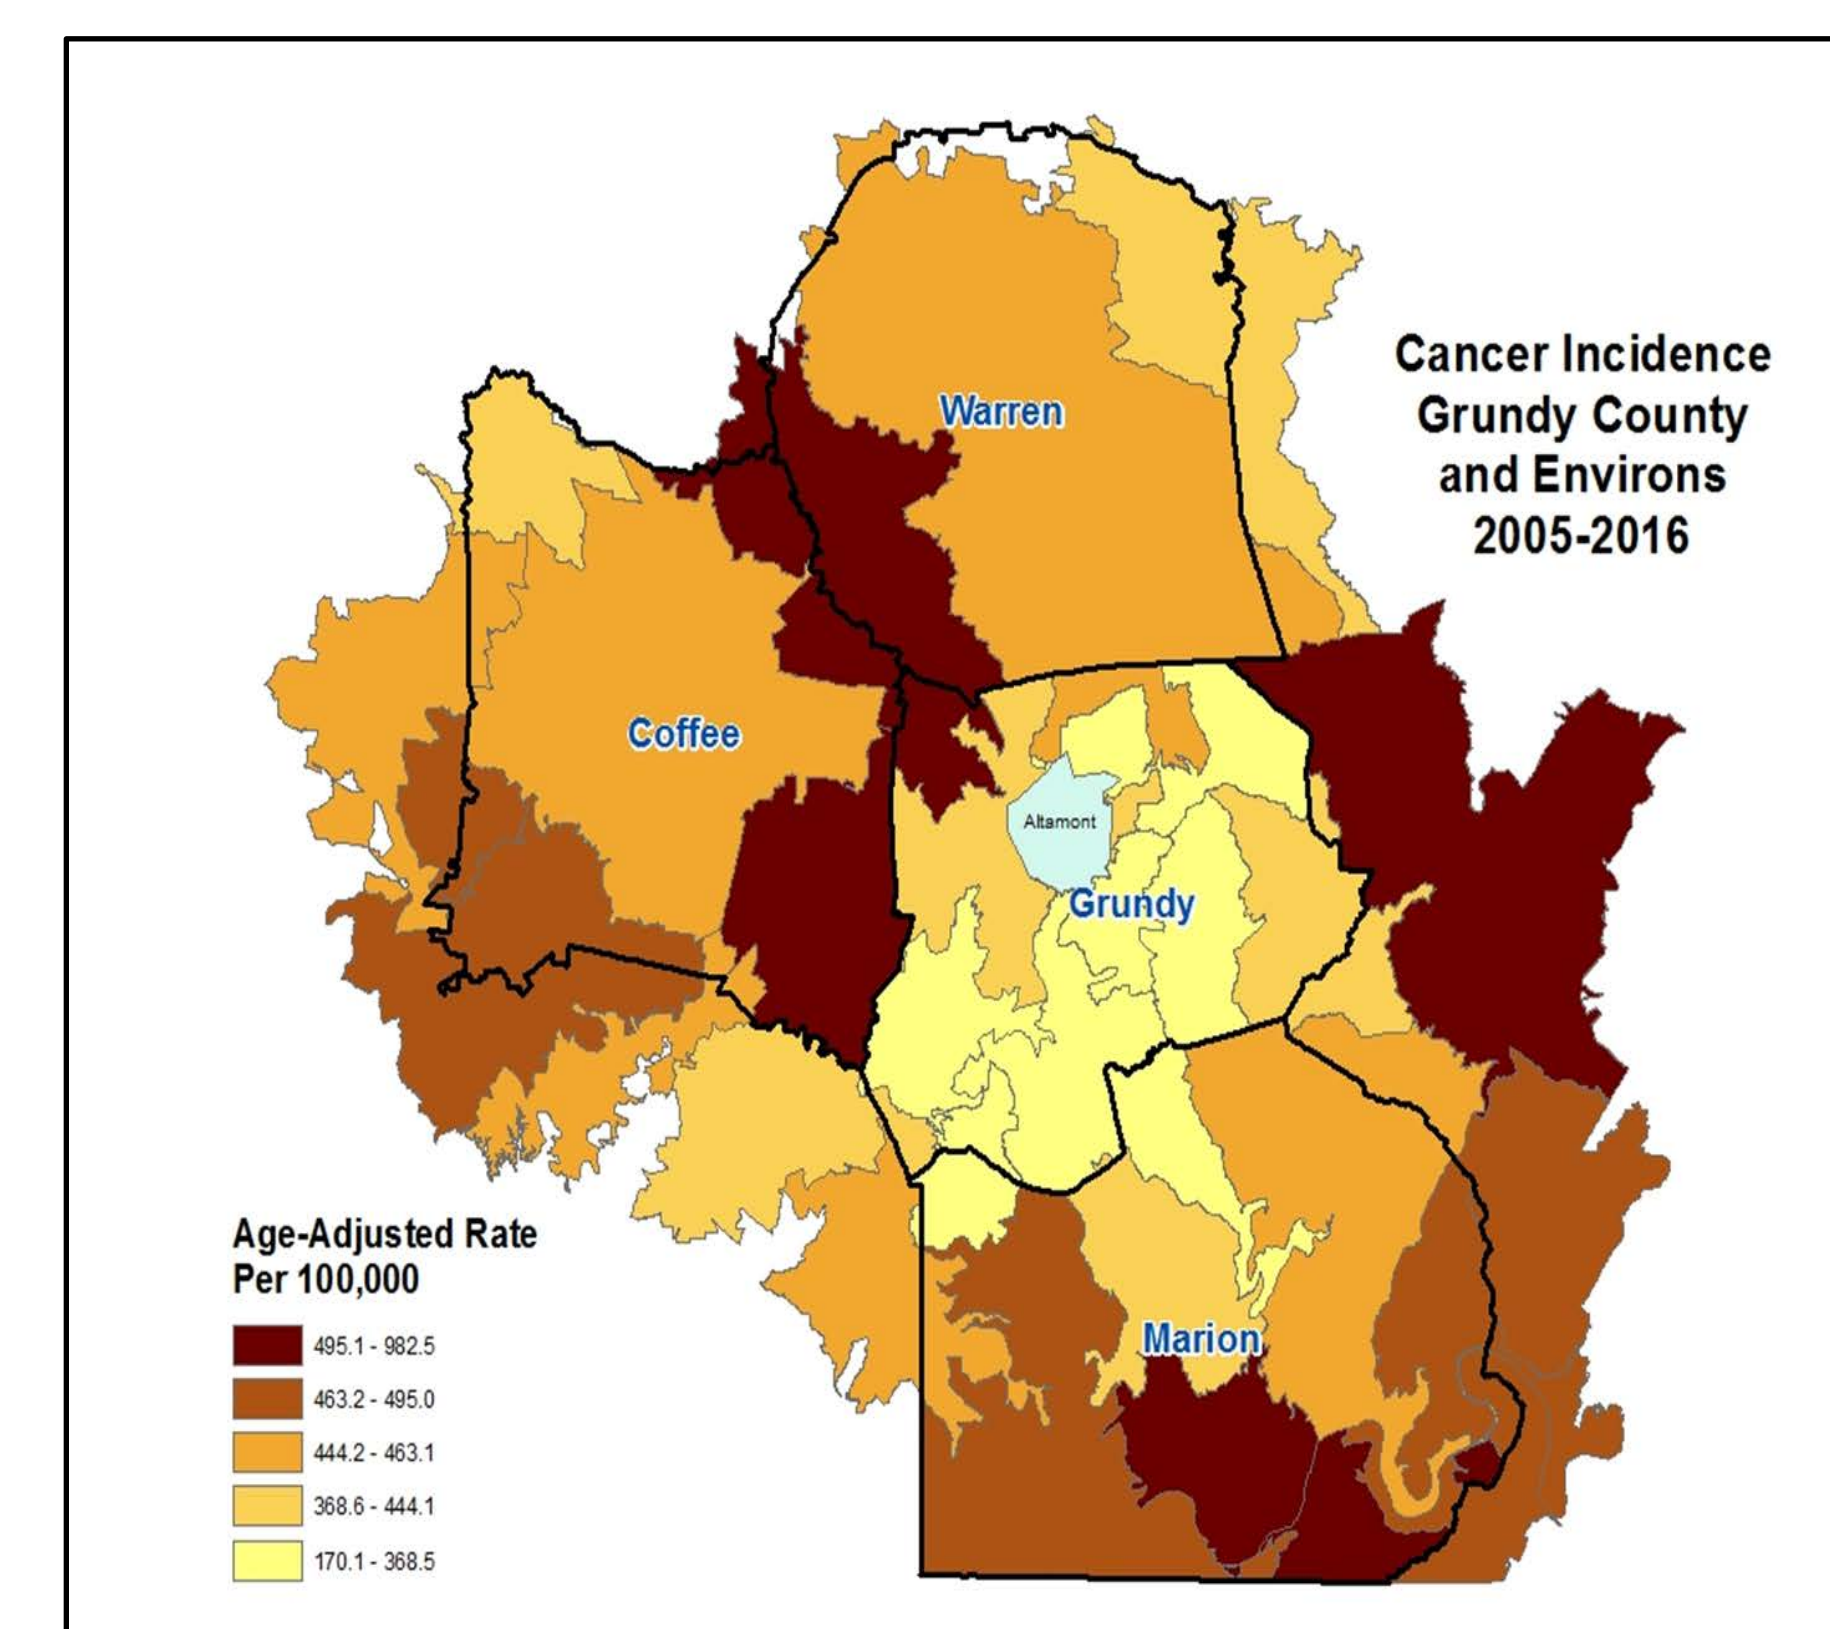 Cancer Incidence
Grundy County
and Environs
2005-2016
Warren
Coffee
Altamont
Grundy
Marion
Age-Adjusted Rate
Per 100,000
495.1 - 982.5
463.2 - 495.0
444.2 - 463.1
368.6 - 444.1
170.1 - 368.5